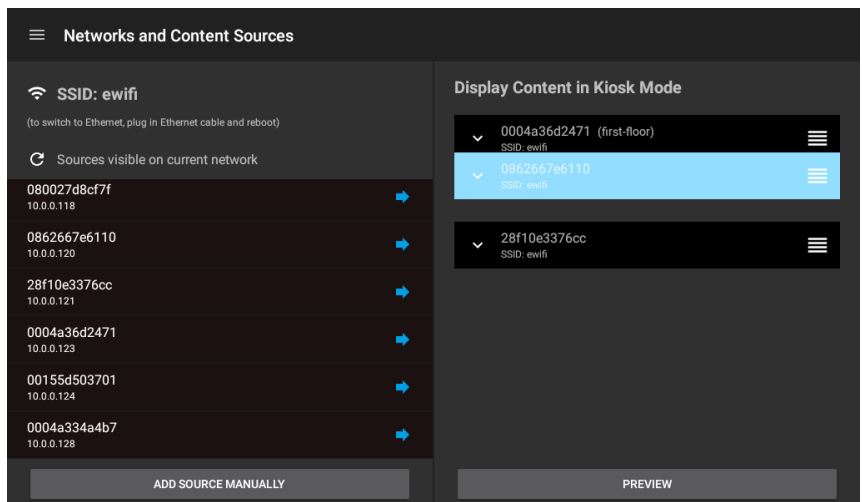 Networks and Content Sources
SSID: ewifi
(to switch to Ethernet, plug in Ethernet cable and reboot)
Sources visible on current network
080027d8cf7f
10.0.0.118
0862667e6110
10.0.0.120
28f10e3376cc
10.0.0.121
0004a36d2471
10.0.0.123
00155d503701
10.0.0.124
0004a334a4b7
10.0.0.128
ADD SOURCE MANUALLY
Display Content in Kiosk Mode
0004a36d2471 (first-floor)
SSID: ewifi
0862667e6110
SSID: ewifi
28f10e3376cc
SSID: ewifi
PREVIEW